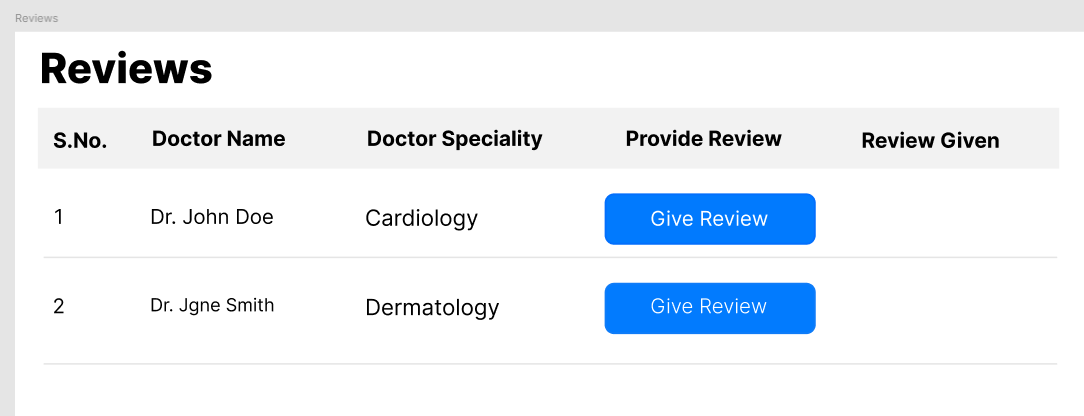 Reviews
Reviews
S.No. Doctor Name Doctor Speciality Provide Review Review Given
1 Dr. John Doe Cardiology Give Review
2 Dr. Jgne Smith Dermatology Give Review